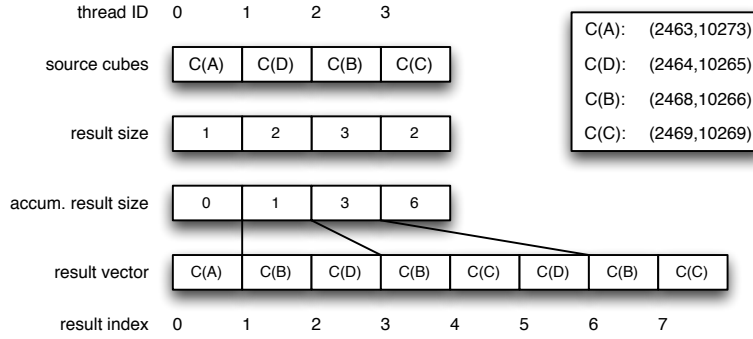 thread ID 0 1 2 3
source cubes C(A) C(D) C(B) C(C)
result size 1 2 3 2
accum. result size 0 1 3 6
result vector C(A) C(B) C(D) C(B) C(C) C(D) C(B) C(C)
result index 0 1 2 3 4 5 6 7
C(A): (2463,10273)
C(D): (2464,10265)
C(B): (2468,10266)
C(C): (2469,10269)